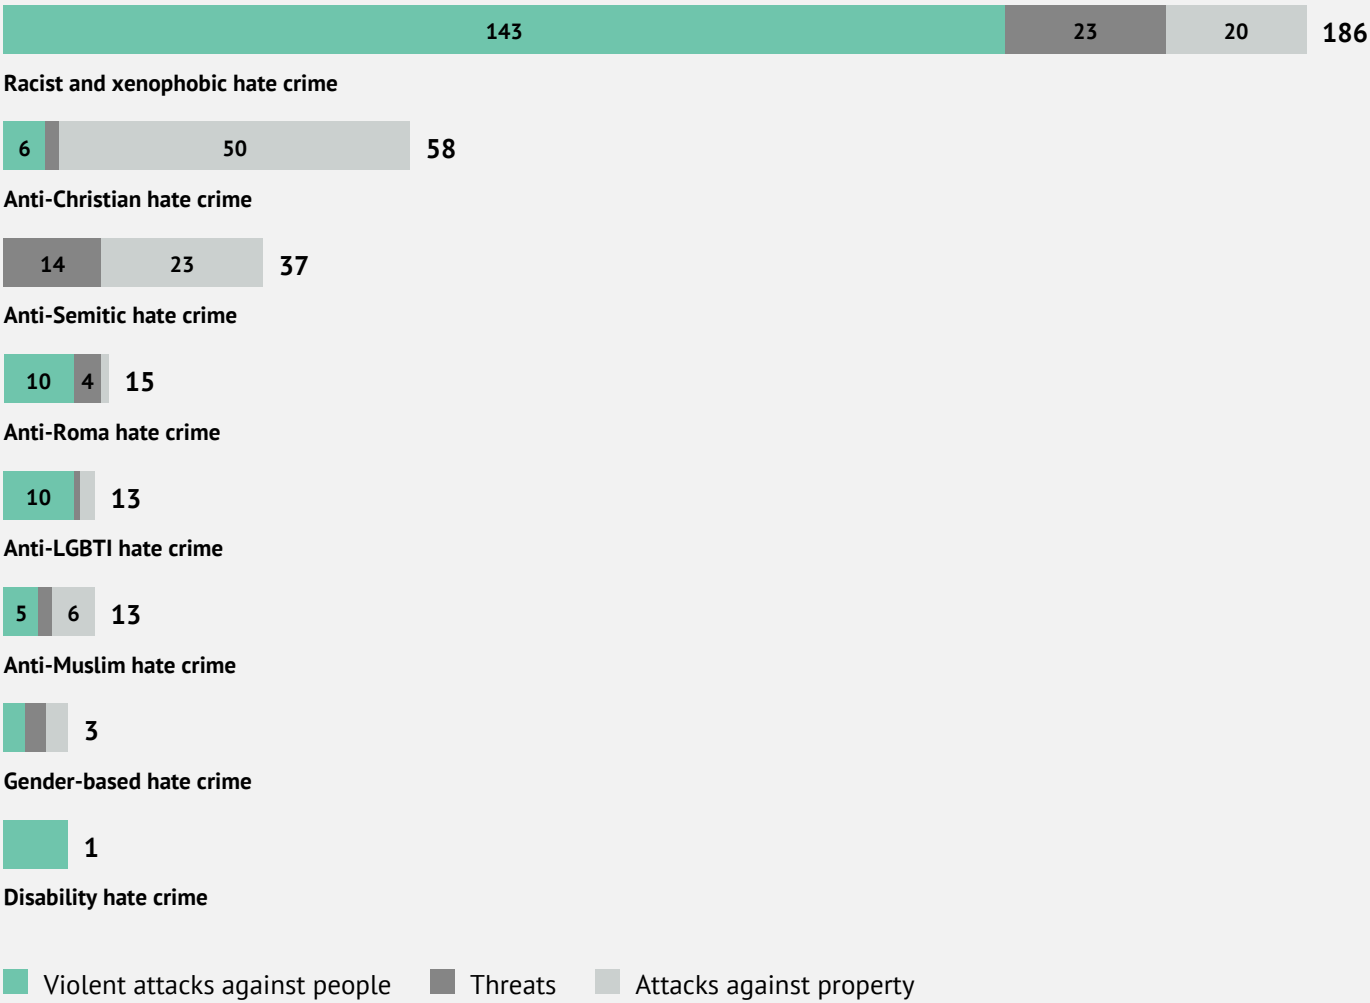 143 23 20 186
Racist and xenophobic hate crime
6 50 58
Anti-Christian hate crime
14 23 37
Anti-Semitic hate crime
10 4 15
Anti-Roma hate crime
10 13
Anti-LGBTI hate crime
5 6 13
Anti-Muslim hate crime
3
Gender-based hate crime
1
Disability hate crime
Violent attacks against people Threats Attacks against property